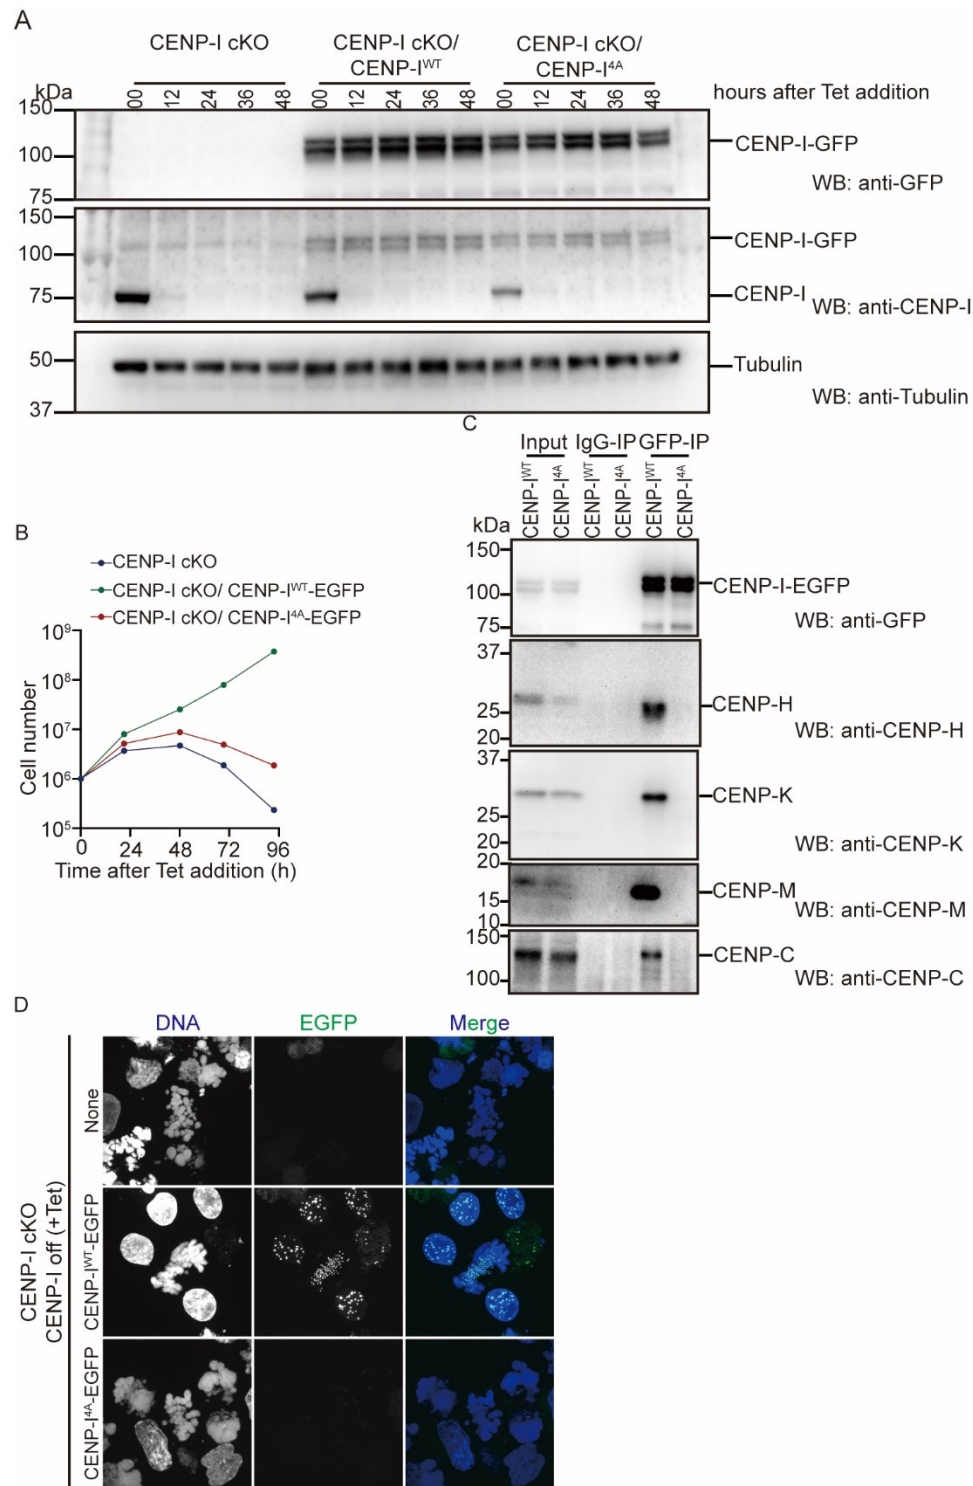 A
CENP-I cKO
CENP-I cKO/
CENP-I^WT
CENP-I cKO/
CENP-I^4A
kDa
00 12 24 36 48 00 12 24 36 48 00 12 24 36 48 hours after Tet addition
150
100
75
CENP-I-GFP
WB: anti-GFP
150
100
75
CENP-I-GFP
CENP-I
WB: anti-CENP-I
50
37
Tubulin
WB: anti-Tubulin
B
CENP-I cKO
CENP-I cKO/ CENP-I^WT-EGFP
CENP-I cKO/ CENP-I^4A-EGFP
Cell number
10^9
10^8
10^7
10^6
10^5
0 24 48 72 96
Time after Tet addition (h)
C
Input IgG-IP GFP-IP
CENP-I^WT CENP-I^4A CENP-I^WT CENP-I^4A CENP-I^WT CENP-I^4A
kDa
150
100
75
CENP-I-EGFP
WB: anti-GFP
37
25
20
CENP-H
WB: anti-CENP-H
37
25
20
CENP-K
WB: anti-CENP-K
20
15
10
CENP-M
WB: anti-CENP-M
150
100
CENP-C
WB: anti-CENP-C
D
DNA EGFP Merge
CENP-I cKO
CENP-I off (+Tet)
None
CENP-I^WT-EGFP
CENP-I^4A-EGFP